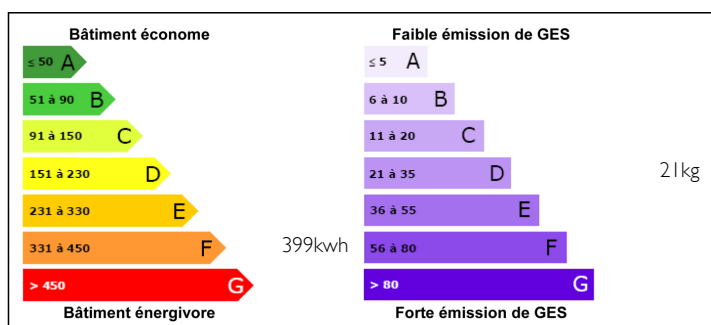 Bâtiment économe
≤ 50 A
51 à 90 B
91 à 150 C
151 à 230 D
231 à 330 E
331 à 450 F 399kwh
> 450 G
Bâtiment énergivore
Faible émission de GES
≤ 5 A
6 à 10 B
11 à 20 C
21 à 35 D 21kg
36 à 55 E
56 à 80 F
> 80 G
Forte émission de GES